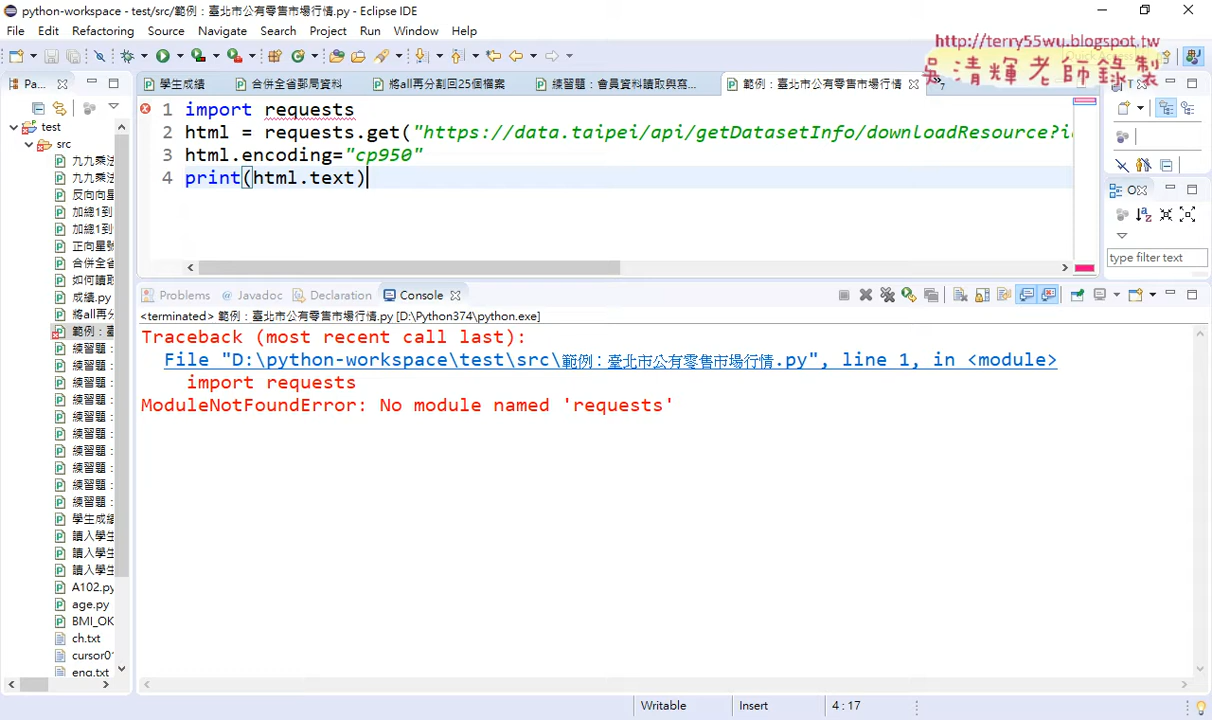 python-workspace - test/src/範例：臺北市公有零售市場行情.py - Eclipse IDE
File Edit Refactoring Source Navigate Search Project Run Window Help
http://terry55wu.blogspot.tw
吳清輝老師錄製
Pa...
學生成績
合併全省郵局資料
將all再分割回25個檔案
練習題：會員資料讀取與寫...
範例：臺北市公有零售市場行情
7
test
src
九九乘法
九九乘法
反向向星
加總1到
加總1到
正向星號
合併全省
如何讀取
成績.py
將all再分
範例：臺
練習題：
練習題：
練習題：
練習題：
練習題：
練習題：
練習題：
練習題：
練習題：
學生成績
讀入學生
讀入學生
讀入學生
A102.py
age.py
BMI_OK
ch.txt
cursor01
eng.txt
1 import requests
2 html = requests.get("https://data.taipei/api/getDatasetInfo/downloadResource?i
3 html.encoding="cp950"
4 print(html.text)
type filter text
Problems
Javadoc
Declaration
Console
<terminated> 範例：臺北市公有零售市場行情.py [D:\Python374\python.exe]
Traceback (most recent call last):
File "D:\python-workspace\test\src\範例：臺北市公有零售市場行情.py", line 1, in <module>
import requests
ModuleNotFoundError: No module named 'requests'
Writable
Insert
4 : 17